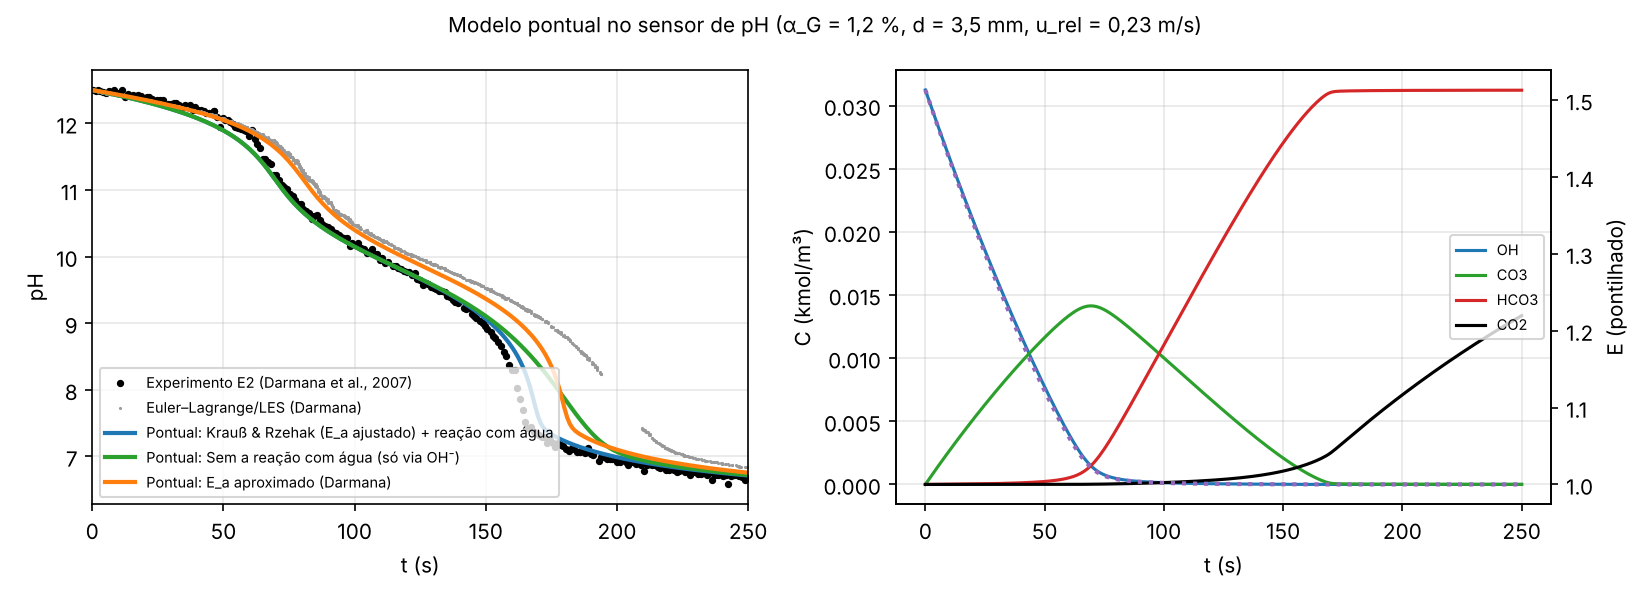 Modelo pontual no sensor de pH (α_G = 1,2 %, d = 3,5 mm, u_rel = 0,23 m/s)
pH
12
11
10
9
8
7
0
50
100
150
200
250
t (s)
Experimento E2 (Darmana et al., 2007)
Euler–Lagrange/LES (Darmana)
Pontual: Krauß & Rzehak (E_a ajustado) + reação com água
Pontual: Sem a reação com água (só via OH⁻)
Pontual: E_a aproximado (Darmana)
C (kmol/m³)
0.030
0.025
0.020
0.015
0.010
0.005
0.000
0
50
100
150
200
250
t (s)
OH
CO3
HCO3
CO2
1.5
1.4
1.3
1.2
1.1
1.0
E (pontilhado)